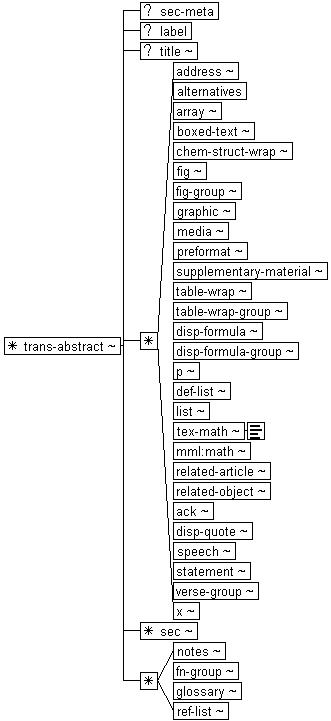 ? sec-meta
? label
? title ~
address ~
alternatives
array ~
boxed-text ~
chem-struct-wrap ~
fig ~
fig-group ~
graphic ~
media ~
preformat ~
supplementary-material ~
table-wrap ~
table-wrap-group ~
disp-formula ~
* trans-abstract ~
*
disp-formula-group ~
p ~
def-list ~
list ~
tex-math ~
mml:math ~
related-article ~
related-object ~
ack ~
disp-quote ~
speech ~
statement ~
verse-group ~
x ~
* sec ~
notes ~
*
fn-group ~
glossary ~
ref-list ~